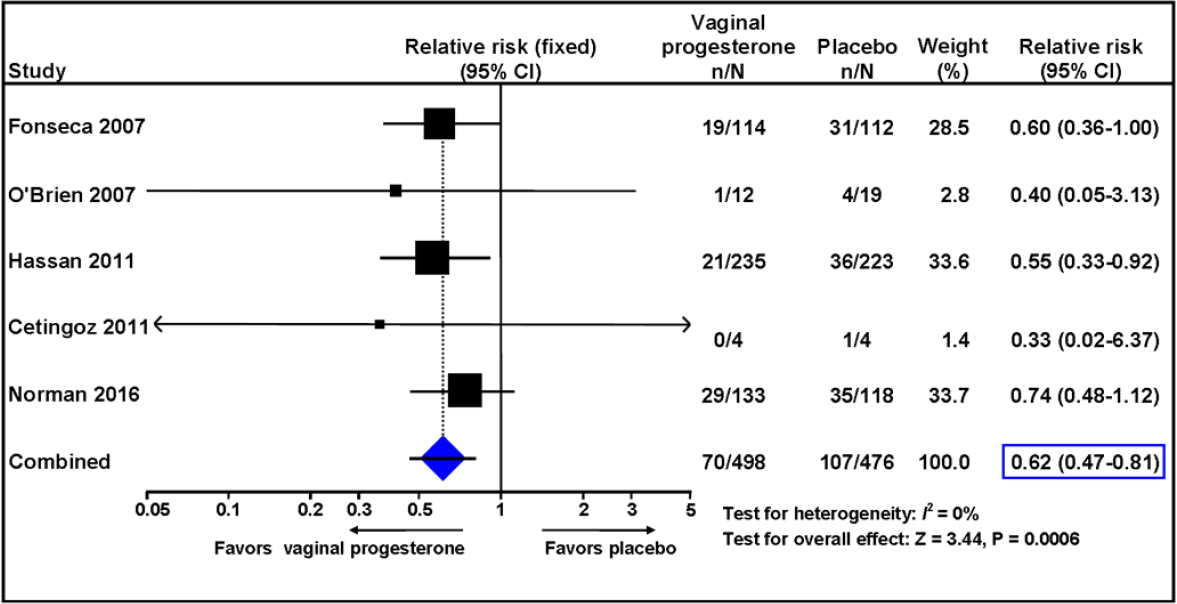 Vaginal
Relative risk (fixed) progesterone Placebo Weight Relative risk
Study (95% CI) n/N n/N (%) (95% CI)
Fonseca 2007 19/114 31/112 28.5 0.60 (0.36-1.00)
O'Brien 2007 1/12 4/19 2.8 0.40 (0.05-3.13)
Hassan 2011 21/235 36/223 33.6 0.55 (0.33-0.92)
Cetingoz 2011 0/4 1/4 1.4 0.33 (0.02-6.37)
Norman 2016 29/133 35/118 33.7 0.74 (0.48-1.12)
Combined 70/498 107/476 100.0 0.62 (0.47-0.81)
1
0.05 0.1 0.2 0.3 0.5 1 2 3 5
Favors vaginal progesterone Favors placebo
Test for heterogeneity: I² = 0%
Test for overall effect: Z = 3.44, P = 0.0006